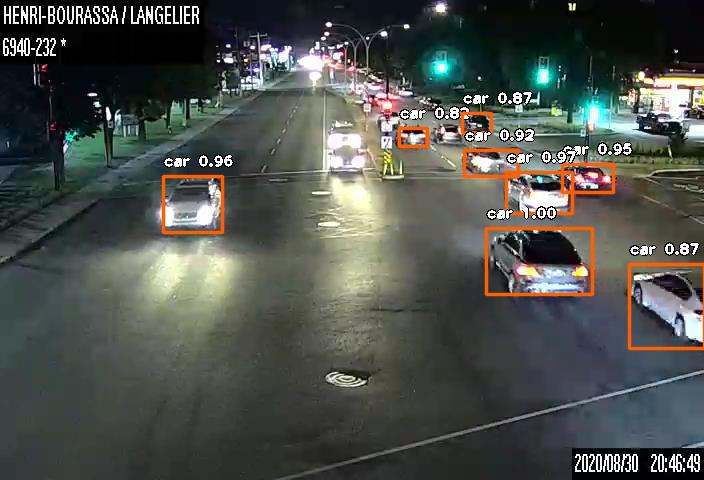 HENRI-BOURASSA / LANGELIER
6940-232 *
car 0.87
car 0.92
car 0.97
car 0.95
car 0.96
car 1.00
car 0.87
2020/08/30 20:46:49